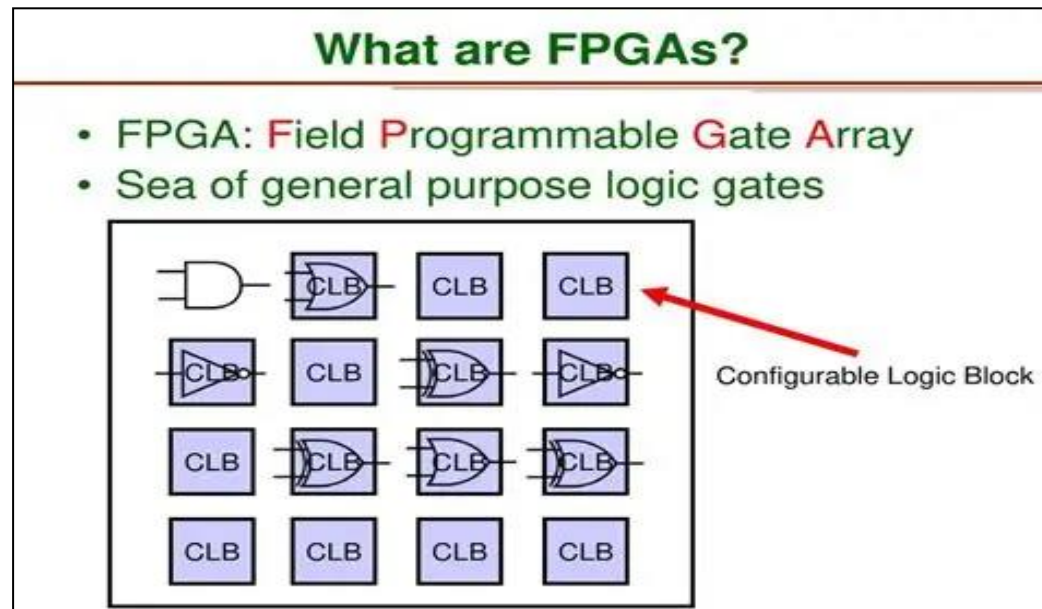 What are FPGAs?
• FPGA: Field Programmable Gate Array
• Sea of general purpose logic gates
CLB CLB CLB
Configurable Logic Block
CLB CLB CLB CLB
CLB CLB CLB CLB
CLB CLB CLB CLB